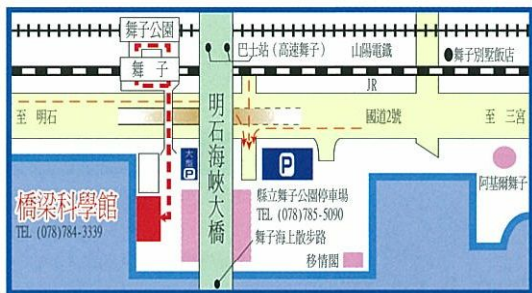 舞子公園
巴士站（高速舞子）
山陽電鐵
舞子別墅飯店
舞 子
JR
至 明石
國道2號
至 三宮
明石海峽大橋
大型
P
P
橋梁科學館
TEL (078)784-3339
縣立舞子公園停車場
TEL (078)785-5090
舞子海上散步路
移情閣
阿基爾舞子